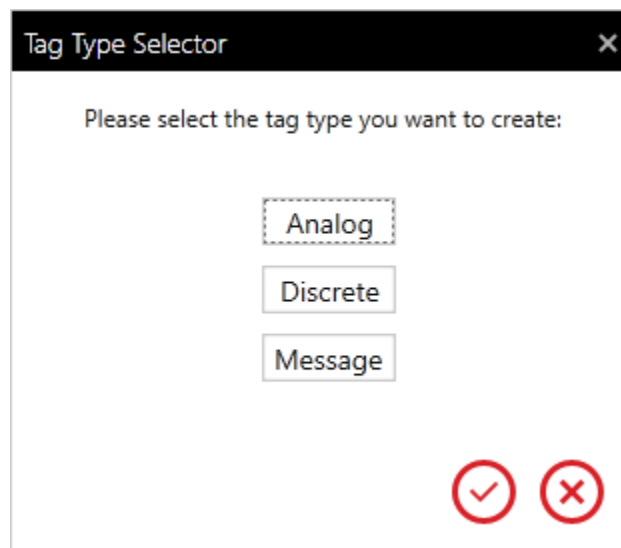 Tag Type Selector
Please select the tag type you want to create:
Analog
Discrete
Message